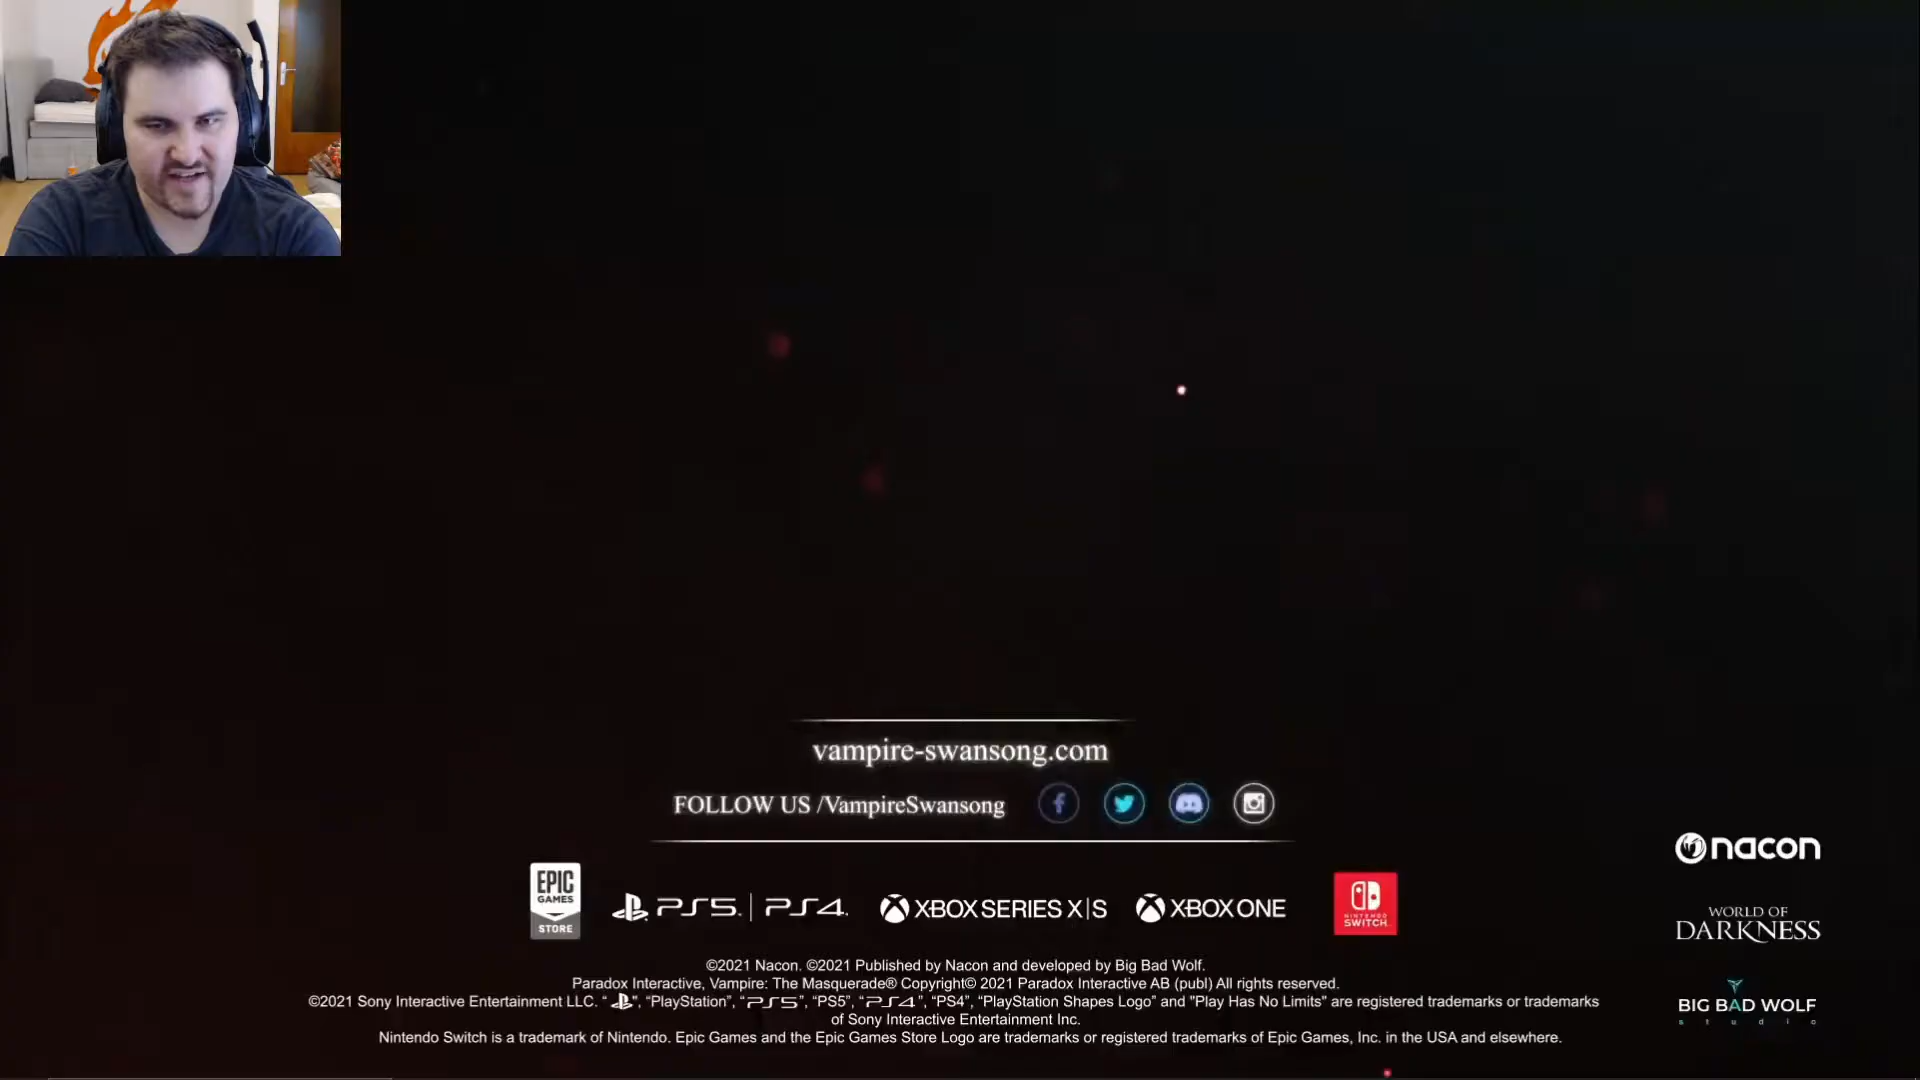 vampire-swansong.com
FOLLOW US /VampireSwansong
EPIC
GAMES
STORE
PS5 | PS4
XBOX SERIES X|S
XBOX ONE
NINTENDO
SWITCH
nacon
WORLD OF
DARKNESS
BIG BAD WOLF
studio
©2021 Nacon. ©2021 Published by Nacon and developed by Big Bad Wolf.
Paradox Interactive, Vampire: The Masquerade® Copyright© 2021 Paradox Interactive AB (publ) All rights reserved.
©2021 Sony Interactive Entertainment LLC. “ ”, “PlayStation”, “PS5”, “PS5”, “PS4”, “PS4”, “PlayStation Shapes Logo” and "Play Has No Limits" are registered trademarks or trademarks
of Sony Interactive Entertainment Inc.
Nintendo Switch is a trademark of Nintendo. Epic Games and the Epic Games Store Logo are trademarks or registered trademarks of Epic Games, Inc. in the USA and elsewhere.